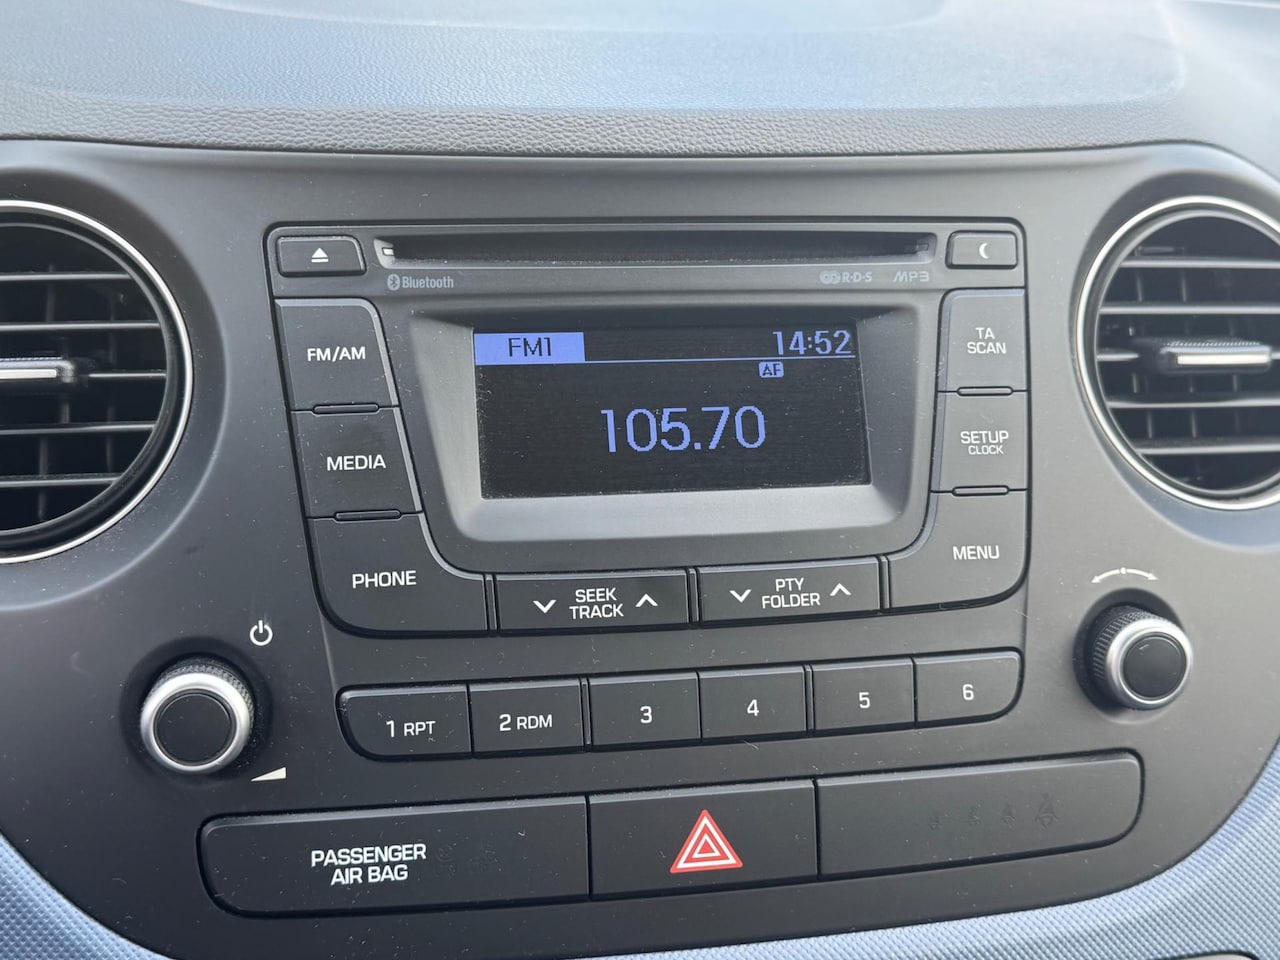 Bluetooth
R·D·S
MP3
FM/AM
MEDIA
PHONE
FM1
14:52
AF
105.70
TA
SCAN
SETUP
CLOCK
MENU
SEEK
TRACK
PTY
FOLDER
1 RPT
2 RDM
3
4
5
6
PASSENGER
AIR BAG